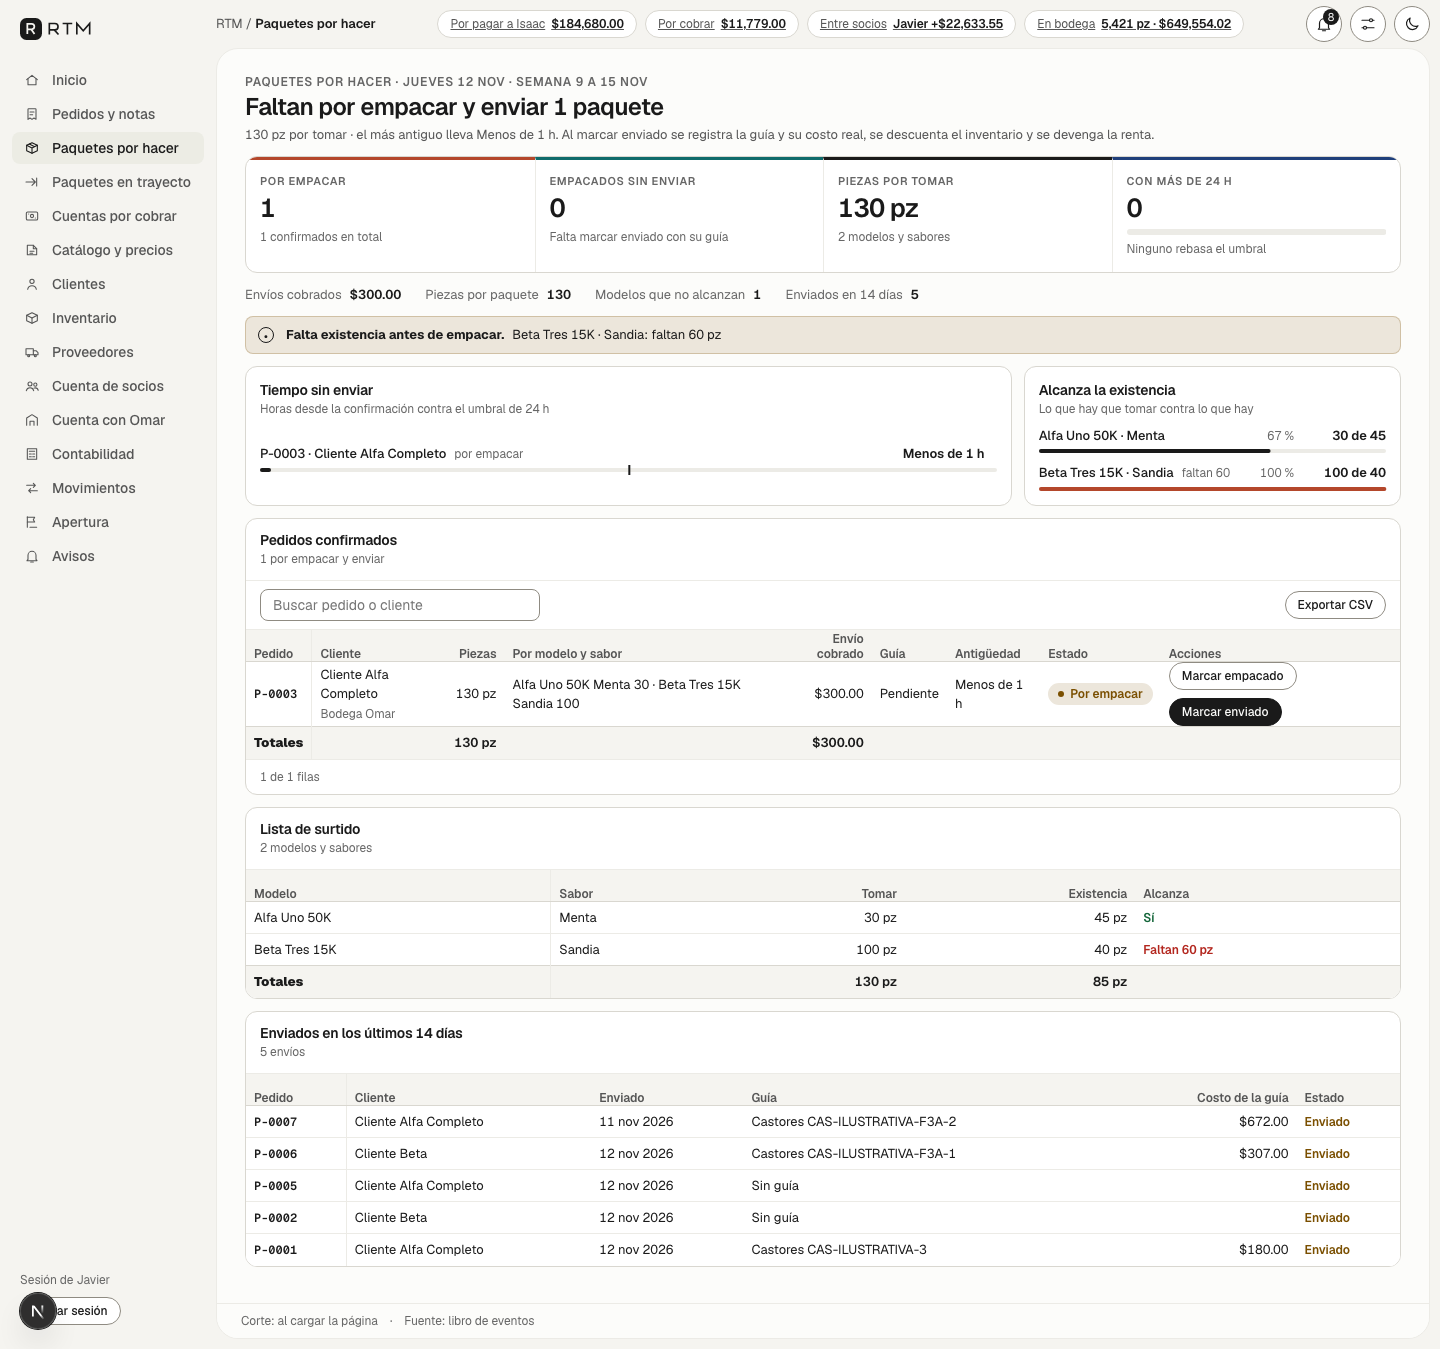 R RTM
RTM / Paquetes por hacer
Por pagar a Isaac $184,680.00
Por cobrar $11,779.00
Entre socios Javier +$22,633.55
En bodega 5,421 pz · $649,554.02
8
Inicio
Pedidos y notas
Paquetes por hacer
Paquetes en trayecto
Cuentas por cobrar
Catálogo y precios
Clientes
Inventario
Proveedores
Cuenta de socios
Cuenta con Omar
Contabilidad
Movimientos
Apertura
Avisos
Sesión de Javier
N ar sesión
PAQUETES POR HACER · JUEVES 12 NOV · SEMANA 9 A 15 NOV
Faltan por empacar y enviar 1 paquete
130 pz por tomar · el más antiguo lleva Menos de 1 h. Al marcar enviado se registra la guía y su costo real, se descuenta el inventario y se devenga la renta.
POR EMPACAR
1
1 confirmados en total
EMPACADOS SIN ENVIAR
0
Falta marcar enviado con su guía
PIEZAS POR TOMAR
130 pz
2 modelos y sabores
CON MÁS DE 24 H
0
Ninguno rebasa el umbral
Envíos cobrados $300.00 Piezas por paquete 130 Modelos que no alcanzan 1 Enviados en 14 días 5
Falta existencia antes de empacar. Beta Tres 15K · Sandia: faltan 60 pz
Tiempo sin enviar
Horas desde la confirmación contra el umbral de 24 h
P-0003 · Cliente Alfa Completo por empacar Menos de 1 h
Alcanza la existencia
Lo que hay que tomar contra lo que hay
Alfa Uno 50K · Menta 67 % 30 de 45
Beta Tres 15K · Sandia faltan 60 100 % 100 de 40
Pedidos confirmados
1 por empacar y enviar
Buscar pedido o cliente
Exportar CSV
Pedido Cliente Piezas Por modelo y sabor Envío cobrado Guía Antigüedad Estado Acciones
P-0003 Cliente Alfa Completo Bodega Omar 130 pz Alfa Uno 50K Menta 30 · Beta Tres 15K Sandia 100 $300.00 Pendiente Menos de 1 h Por empacar Marcar empacado
Marcar enviado
Totales 130 pz $300.00
1 de 1 filas
Lista de surtido
2 modelos y sabores
Modelo Sabor Tomar Existencia Alcanza
Alfa Uno 50K Menta 30 pz 45 pz Sí
Beta Tres 15K Sandia 100 pz 40 pz Faltan 60 pz
Totales 130 pz 85 pz
Enviados en los últimos 14 días
5 envíos
Pedido Cliente Enviado Guía Costo de la guía Estado
P-0007 Cliente Alfa Completo 11 nov 2026 Castores CAS-ILUSTRATIVA-F3A-2 $672.00 Enviado
P-0006 Cliente Beta 12 nov 2026 Castores CAS-ILUSTRATIVA-F3A-1 $307.00 Enviado
P-0005 Cliente Alfa Completo 12 nov 2026 Sin guía Enviado
P-0002 Cliente Beta 12 nov 2026 Sin guía Enviado
P-0001 Cliente Alfa Completo 12 nov 2026 Castores CAS-ILUSTRATIVA-3 $180.00 Enviado
Corte: al cargar la página · Fuente: libro de eventos